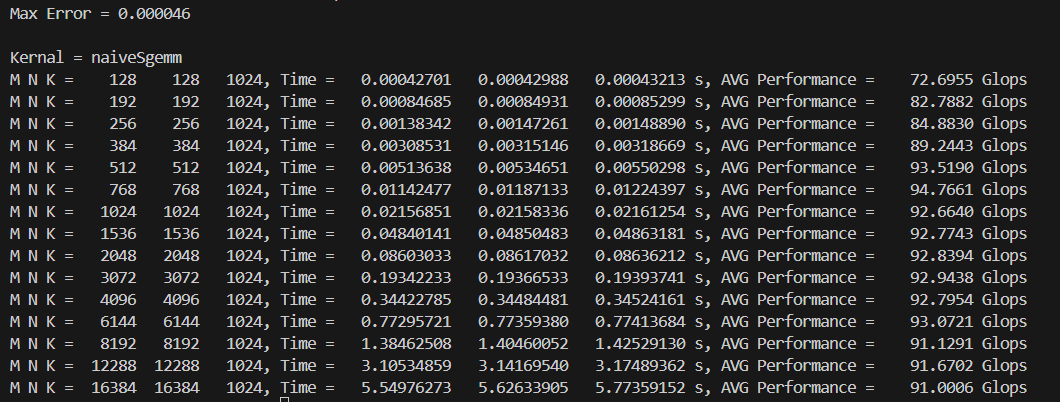 Max Error = 0.000046
Kernal = naiveSgemm
M N K =    128    128   1024, Time =   0.00042701   0.00042988   0.00043213 s, AVG Performance =    72.6955 Glops
M N K =    192    192   1024, Time =   0.00084685   0.00084931   0.00085299 s, AVG Performance =    82.7882 Glops
M N K =    256    256   1024, Time =   0.00138342   0.00147261   0.00148890 s, AVG Performance =    84.8830 Glops
M N K =    384    384   1024, Time =   0.00308531   0.00315146   0.00318669 s, AVG Performance =    89.2443 Glops
M N K =    512    512   1024, Time =   0.00513638   0.00534651   0.00550298 s, AVG Performance =    93.5190 Glops
M N K =    768    768   1024, Time =   0.01142477   0.01187133   0.01224397 s, AVG Performance =    94.7661 Glops
M N K =   1024   1024   1024, Time =   0.02156851   0.02158336   0.02161254 s, AVG Performance =    92.6640 Glops
M N K =   1536   1536   1024, Time =   0.04840141   0.04850483   0.04863181 s, AVG Performance =    92.7743 Glops
M N K =   2048   2048   1024, Time =   0.08603033   0.08617032   0.08636212 s, AVG Performance =    92.8394 Glops
M N K =   3072   3072   1024, Time =   0.19342233   0.19366533   0.19393741 s, AVG Performance =    92.9438 Glops
M N K =   4096   4096   1024, Time =   0.34422785   0.34484481   0.34524161 s, AVG Performance =    92.7954 Glops
M N K =   6144   6144   1024, Time =   0.77295721   0.77359380   0.77413684 s, AVG Performance =    93.0721 Glops
M N K =   8192   8192   1024, Time =   1.38462508   1.40460052   1.42529130 s, AVG Performance =    91.1291 Glops
M N K =  12288  12288   1024, Time =   3.10534859   3.14169540   3.17489362 s, AVG Performance =    91.6702 Glops
M N K =  16384  16384   1024, Time =   5.54976273   5.62633905   5.77359152 s, AVG Performance =    91.0006 Glops